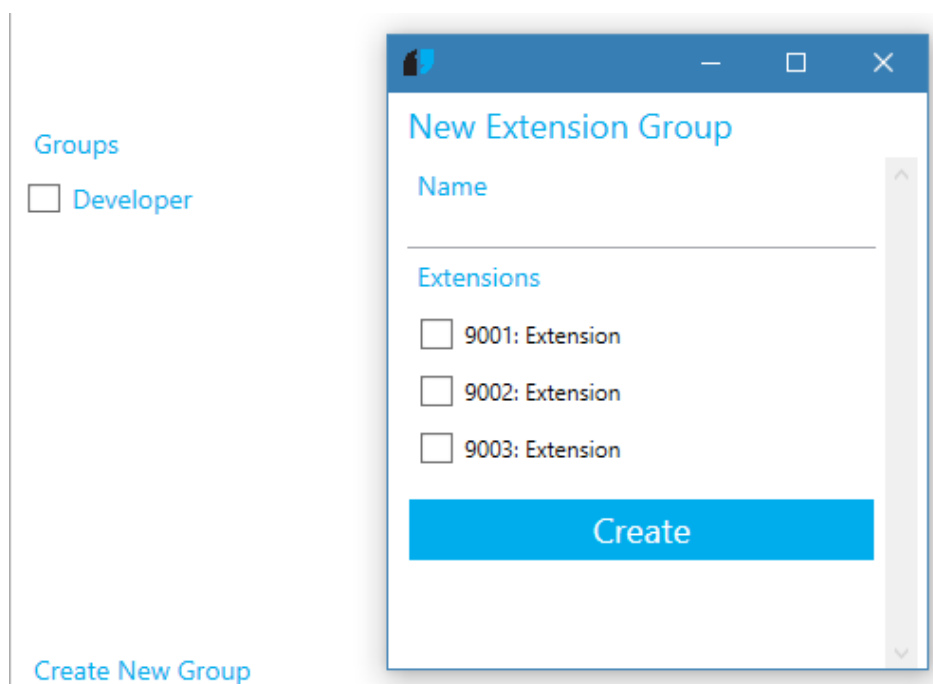 Groups
Developer
Create New Group
New Extension Group
Name
Extensions
9001: Extension
9002: Extension
9003: Extension
Create